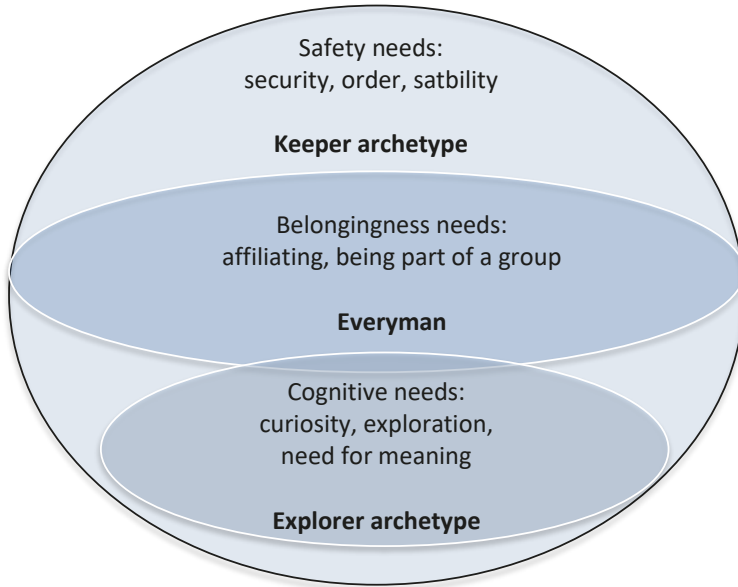 Safety needs:
security, order, satbility
Keeper archetype
Belongingness needs:
affiliating, being part of a group
Everyman
Cognitive needs:
curiosity, exploration,
need for meaning
Explorer archetype